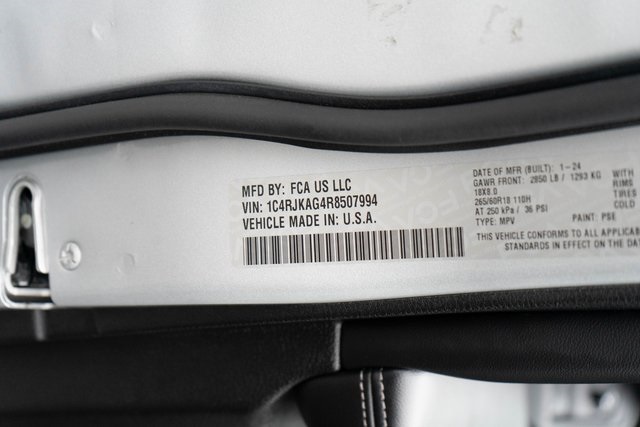 MFD BY: FCA US LLC
VIN: 1C4RJKAG4R8507994
VEHICLE MADE IN: U.S.A.
DATE OF MFR (BUILT): 1-24
GAWR FRONT: 2850 LB / 1293 KG WITH
18X8.0 RIMS
265/60R18 110H TIRES
AT 250 kPa / 36 PSI COLD
TYPE: MPV PSE
THIS VEHICLE CONFORMS TO ALL APPLICABL
STANDARDS IN EFFECT ON THE DA